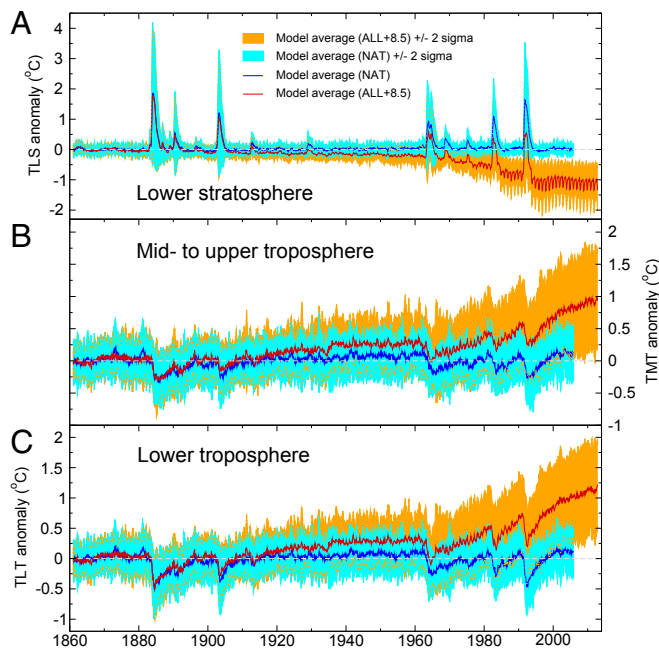 A
Model average (ALL+8.5) +/- 2 sigma
Model average (NAT) +/- 2 sigma
Model average (NAT)
Model average (ALL+8.5)
4
3
2
1
0
-1
-2
TLS anomaly (°C)
Lower stratosphere
B
Mid- to upper troposphere
2
1.5
1
0.5
0
-0.5
-1
TMT anomaly (°C)
C
Lower troposphere
2
1.5
1
0.5
0
-0.5
-1
TLT anomaly (°C)
1860 1880 1900 1920 1940 1960 1980 2000